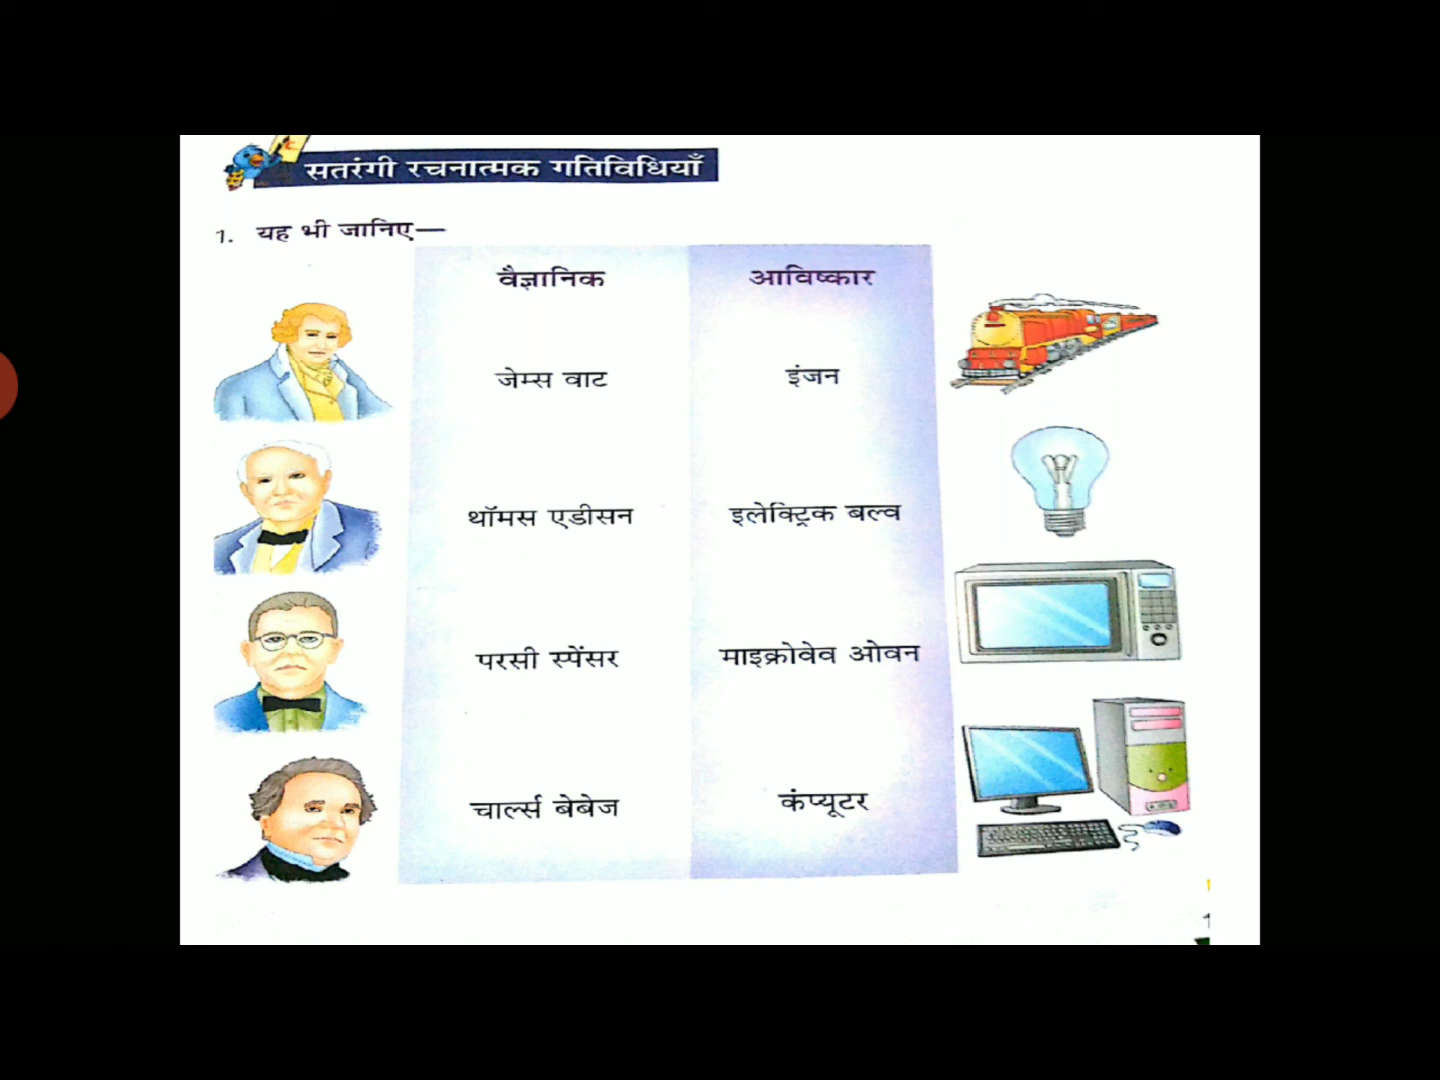 सतरंगी रचनात्मक गतिविधियाँ
1. यह भी जानिए—
वैज्ञानिक आविष्कार
जेम्स वाट इंजन
थॉमस एडीसन इलेक्ट्रिक बल्व
परसी स्पेंसर माइक्रोवेव ओवन
चार्ल्स बेबेज कंप्यूटर